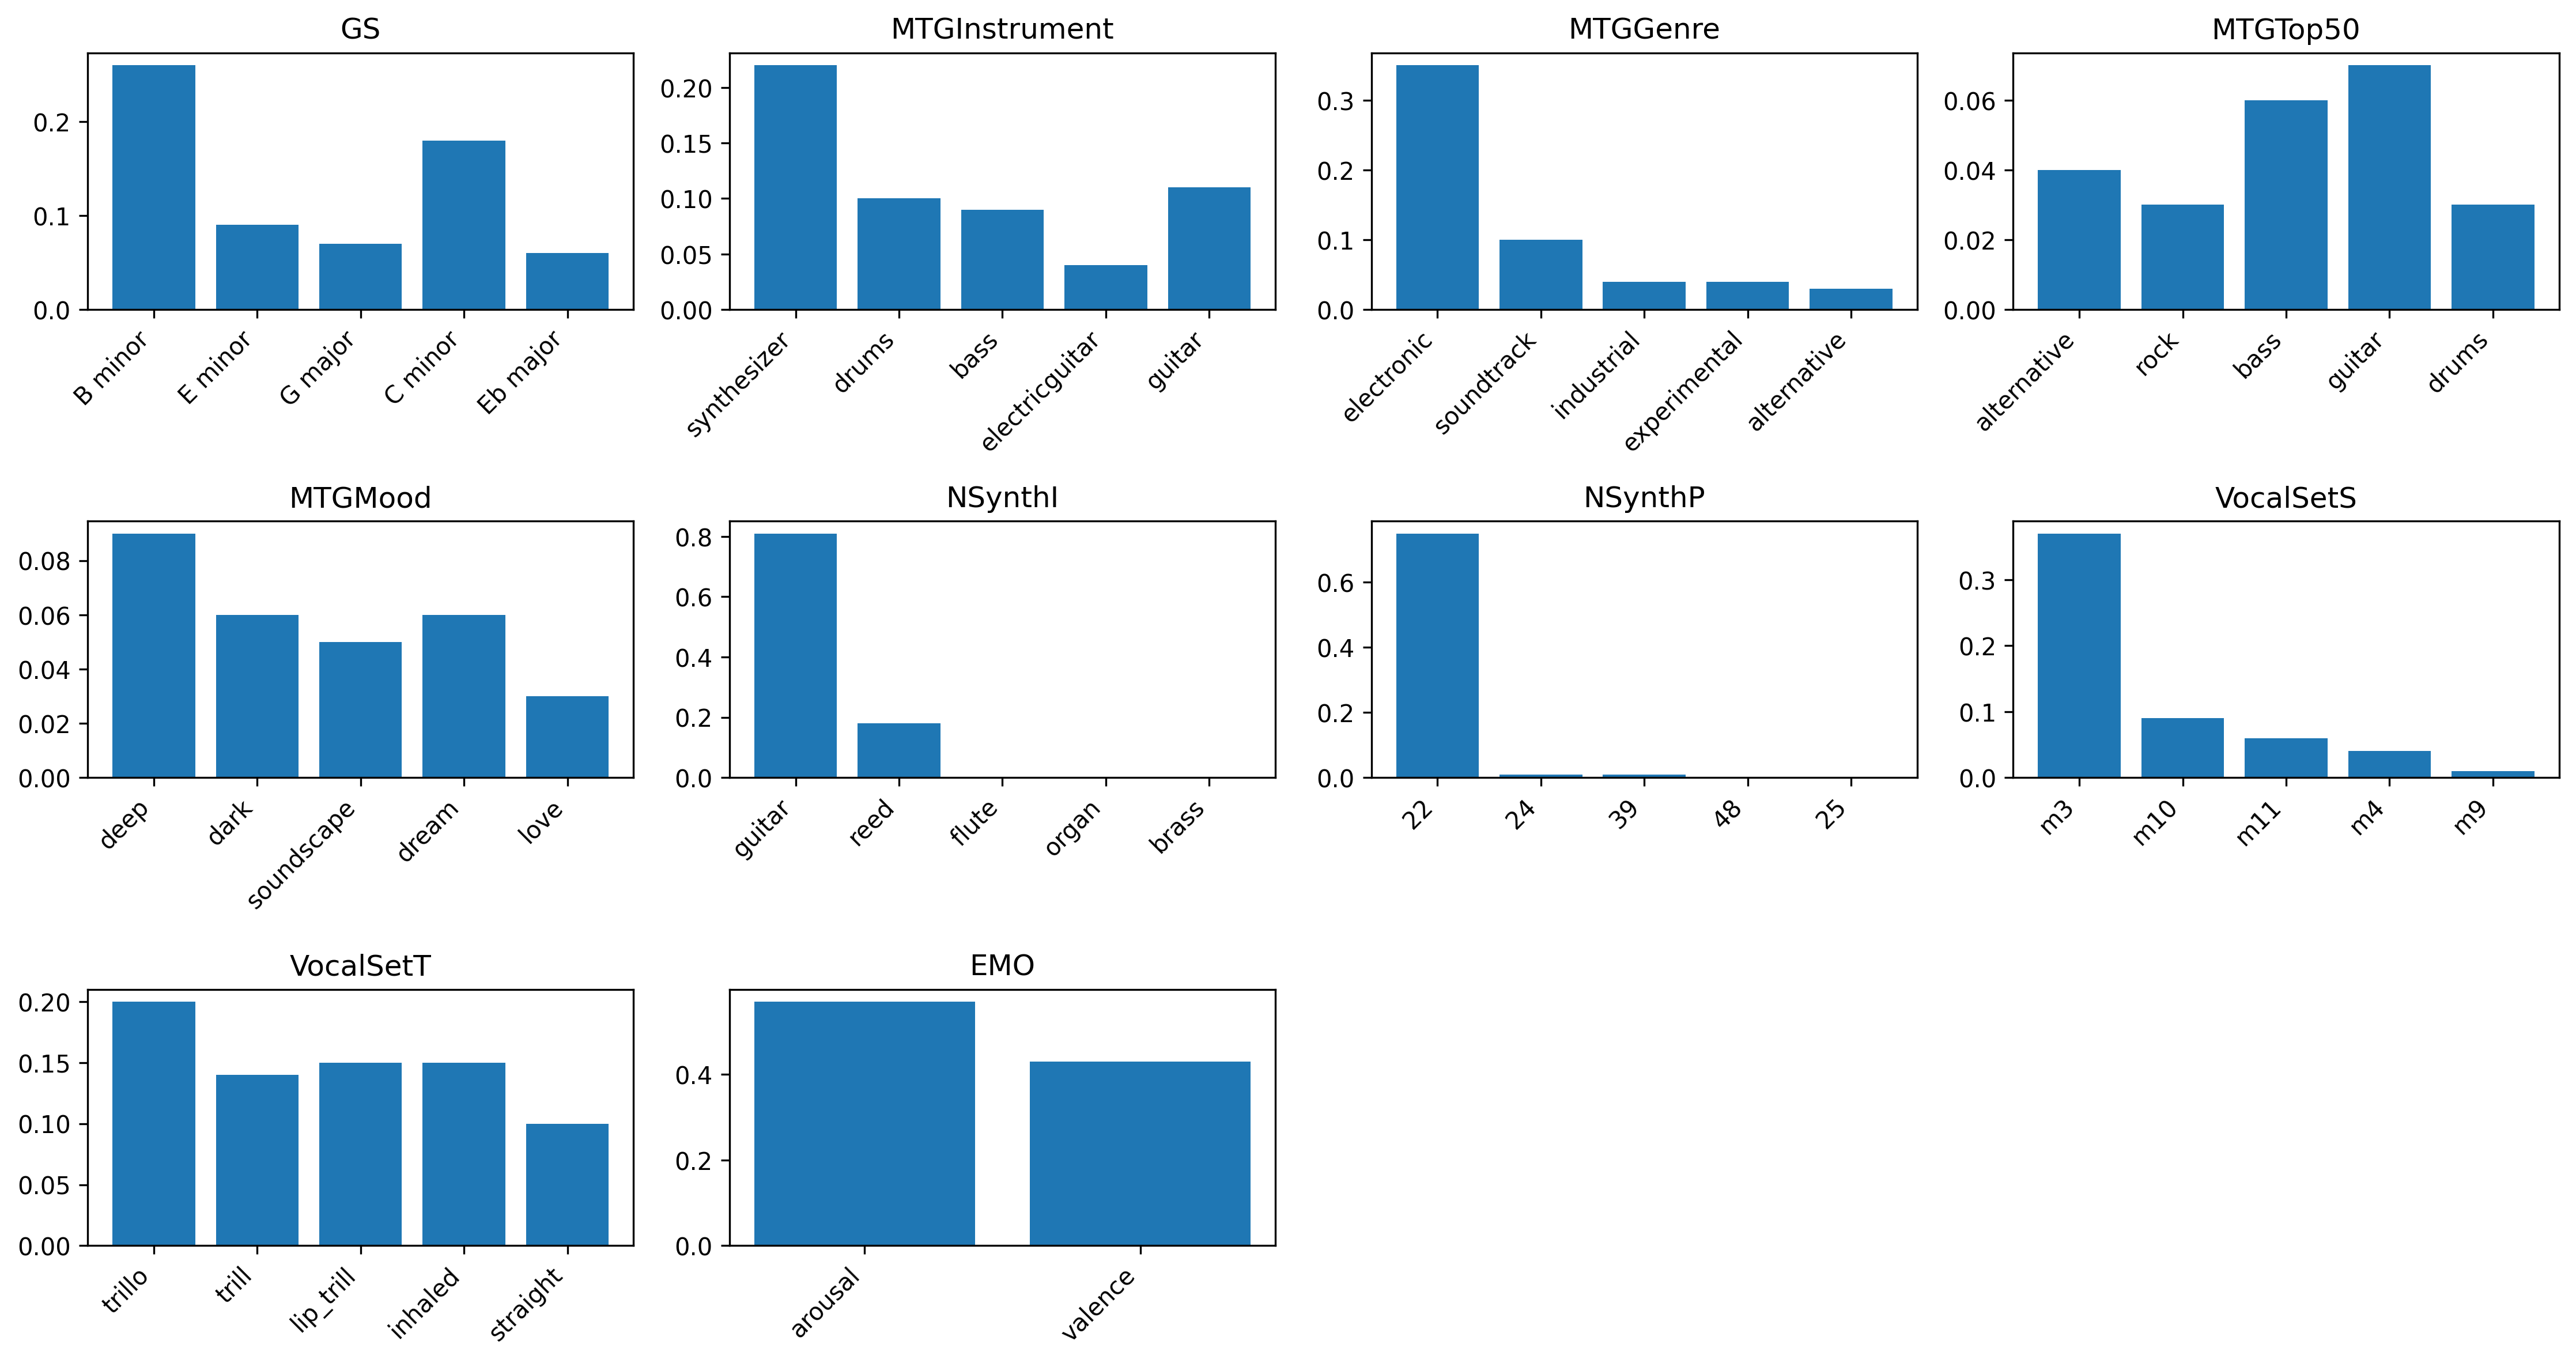 GS
0.2
0.1
0.0
B minor
E minor
G major
C minor
Eb major
MTGInstrument
0.20
0.15
0.10
0.05
0.00
synthesizer
drums
bass
electricguitar
guitar
MTGGenre
0.3
0.2
0.1
0.0
electronic
soundtrack
industrial
experimental
alternative
MTGTop50
0.06
0.04
0.02
0.00
alternative
rock
bass
guitar
drums
MTGMood
0.08
0.06
0.04
0.02
0.00
deep
dark
soundscape
dream
love
NSynthI
0.8
0.6
0.4
0.2
0.0
guitar
reed
flute
organ
brass
NSynthP
0.6
0.4
0.2
0.0
22
24
39
48
25
VocalSetS
0.3
0.2
0.1
0.0
m3
m10
m11
m4
m9
VocalSetT
0.20
0.15
0.10
0.05
0.00
trillo
trill
lip_trill
inhaled
straight
EMO
0.4
0.2
0.0
arousal
valence